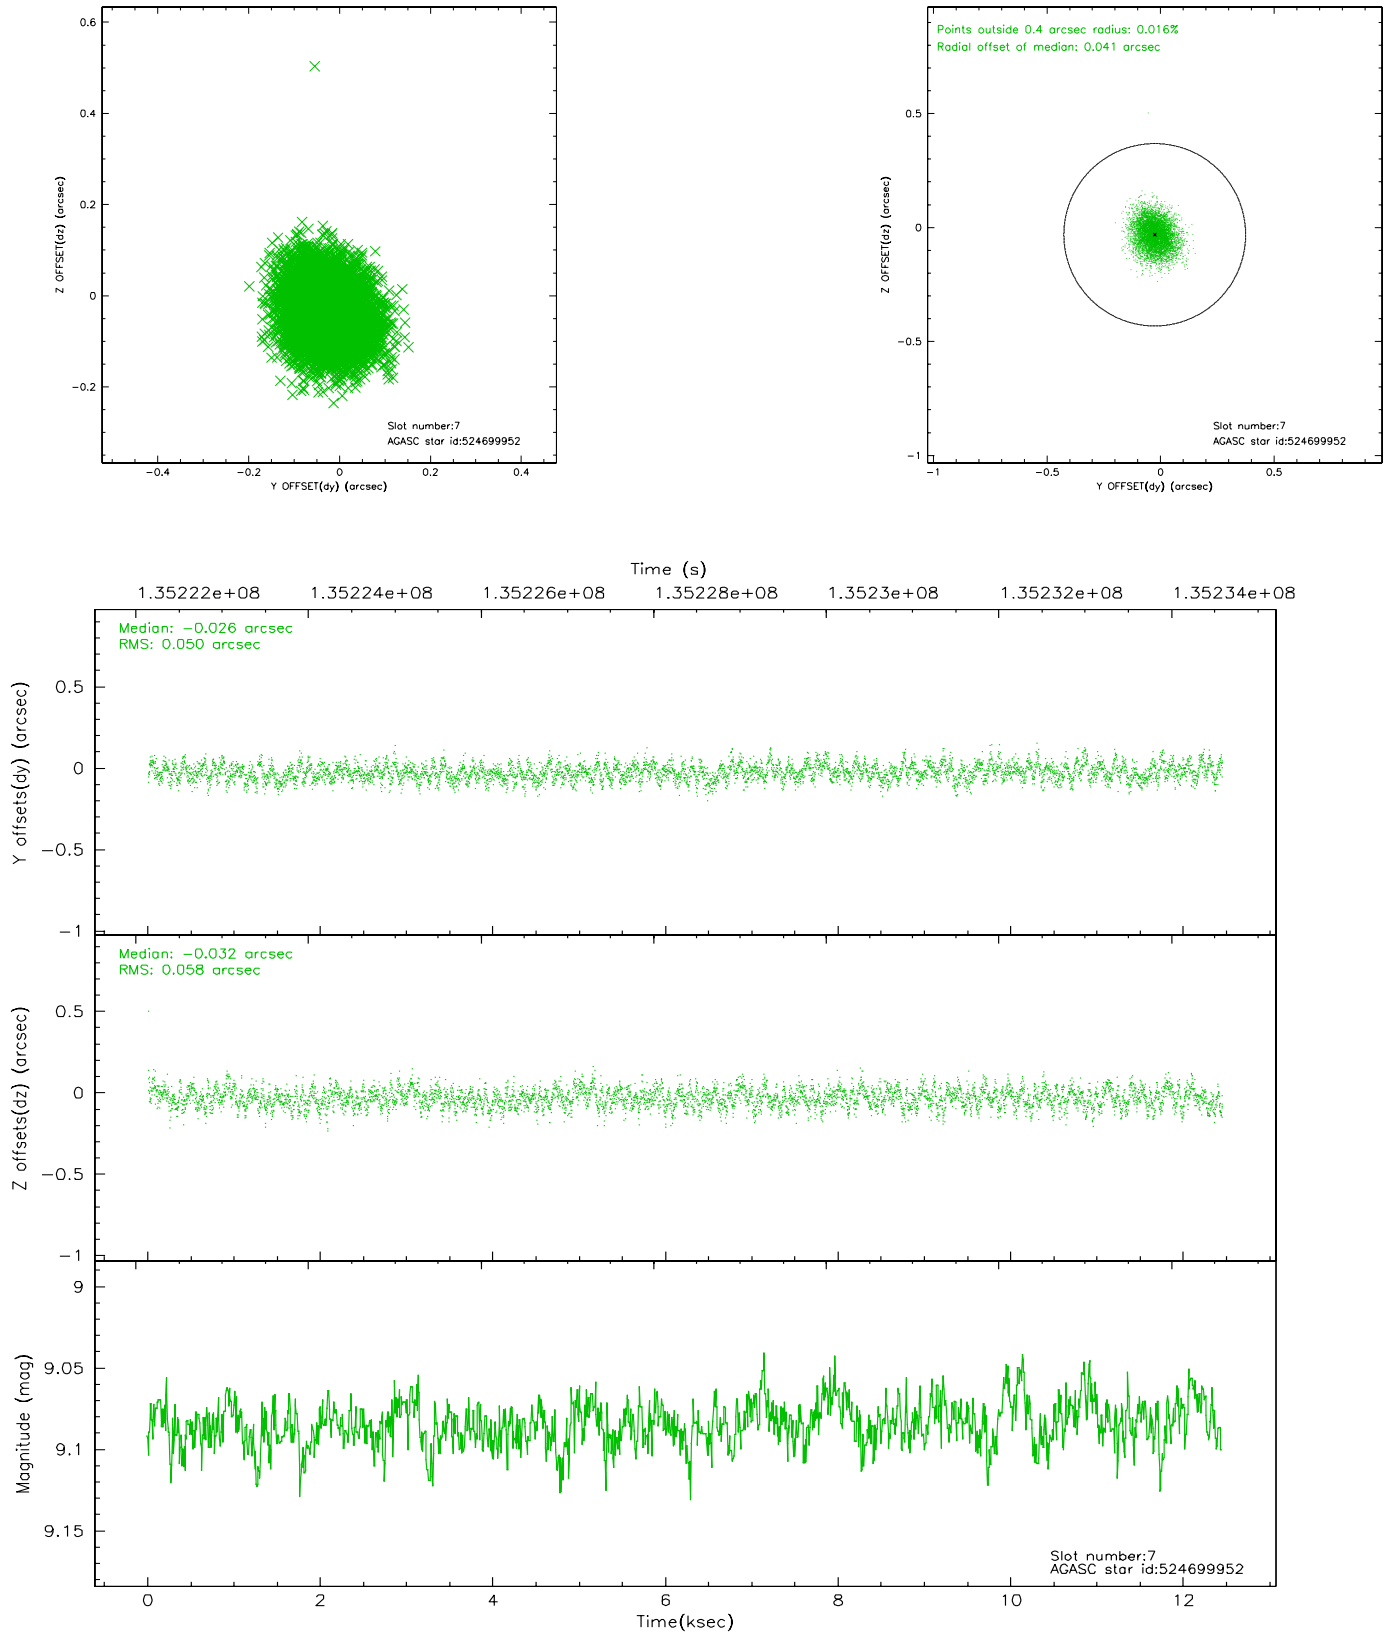 0.6
0.4
0.2
0
−0.2
Z OFFSET(dz) (arcsec)
Slot number:7
AGASC star id:524699952
−0.4 −0.2 0 0.2 0.4
Y OFFSET(dy) (arcsec)
Points outside 0.4 arcsec radius: 0.016%
Radial offset of median: 0.041 arcsec
0.5
0
−0.5
−1
Z OFFSET(dz) (arcsec)
Slot number:7
AGASC star id:524699952
−1 −0.5 0 0.5
Y OFFSET(dy) (arcsec)
Time (s)
1.35222e+08 1.35224e+08 1.35226e+08 1.35228e+08 1.3523e+08 1.35232e+08 1.35234e+08
Median: −0.026 arcsec
RMS: 0.050 arcsec
0.5
0
−0.5
−1
Y offsets(dy) (arcsec)
Median: −0.032 arcsec
RMS: 0.058 arcsec
0.5
0
−0.5
−1
Z offsets(dz) (arcsec)
9
9.05
9.1
9.15
Magnitude (mag)
Slot number:7
AGASC star id:524699952
0 2 4 6 8 10 12
Time(ksec)